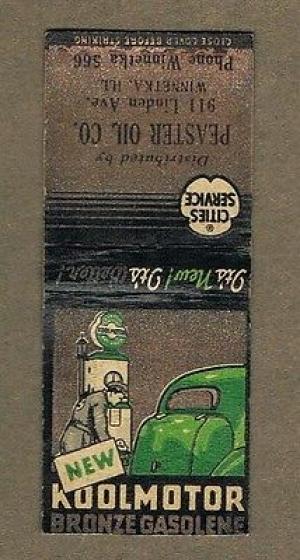 CLOSE COVER BEFORE STRIKING
Phone Winnetka 566
WINNETKA, ILL.
911 Linden Ave.
PEASTER OIL CO.
Distributed by
CITIES
SERVICE
It's New! It's Better!
NEW
KOOLMOTOR
BRONZE GASOLENE